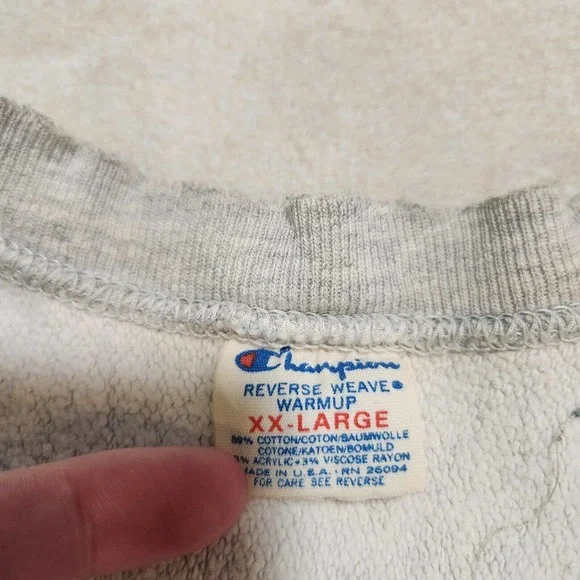 Champion
REVERSE WEAVE®
WARMUP
XX-LARGE
89% COTTON/COTON/BAUMWOLLE
COTONE/KATOEN/BOMULD
% ACRYLIC•3% VISCOSE RAYON
MADE IN U.S.A.·RN 26094
FOR CARE SEE REVERSE